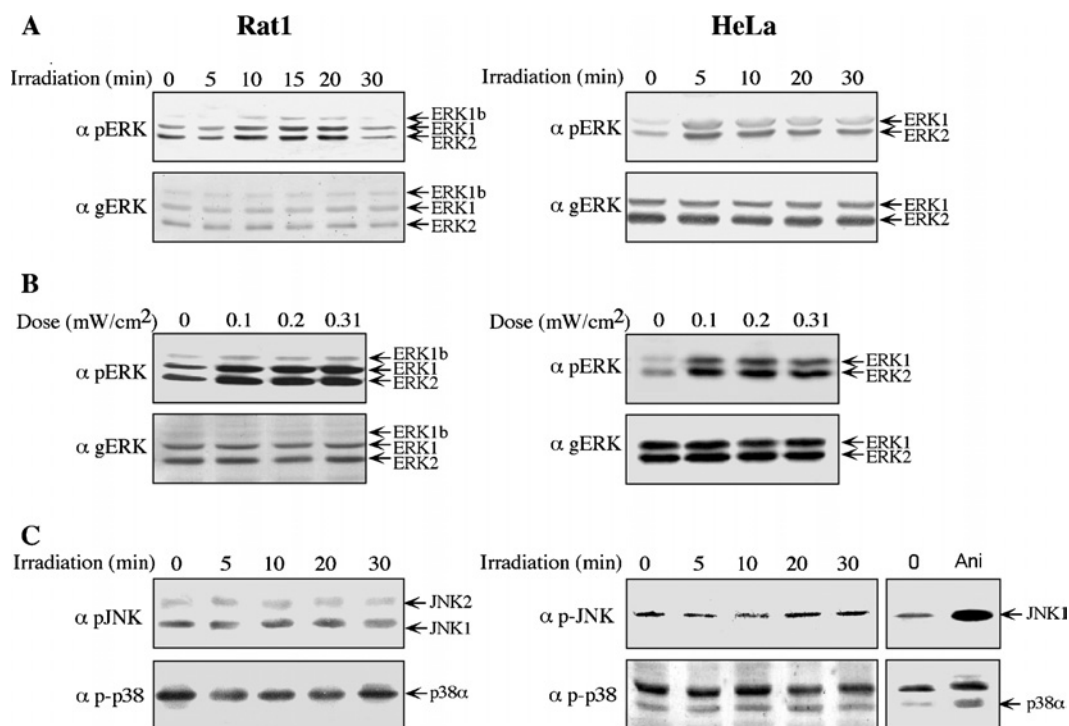 A Rat1 HeLa
Irradiation (min) 0 5 10 15 20 30
α pERK ERK1b
ERK1
ERK2
α gERK ERK1b
ERK1
ERK2
Irradiation (min) 0 5 10 20 30
α pERK ERK1
ERK2
α gERK ERK1
ERK2
B
Dose (mW/cm²) 0 0.1 0.2 0.31
α pERK ERK1b
ERK1
ERK2
α gERK ERK1b
ERK1
ERK2
Dose (mW/cm²) 0 0.1 0.2 0.31
α pERK ERK1
ERK2
α gERK ERK1
ERK2
C
Irradiation (min) 0 5 10 20 30
α pJNK JNK2
JNK1
α p-p38 p38α
Irradiation (min) 0 5 10 20 30 0 Ani
α p-JNK JNK1
α p-p38 p38α